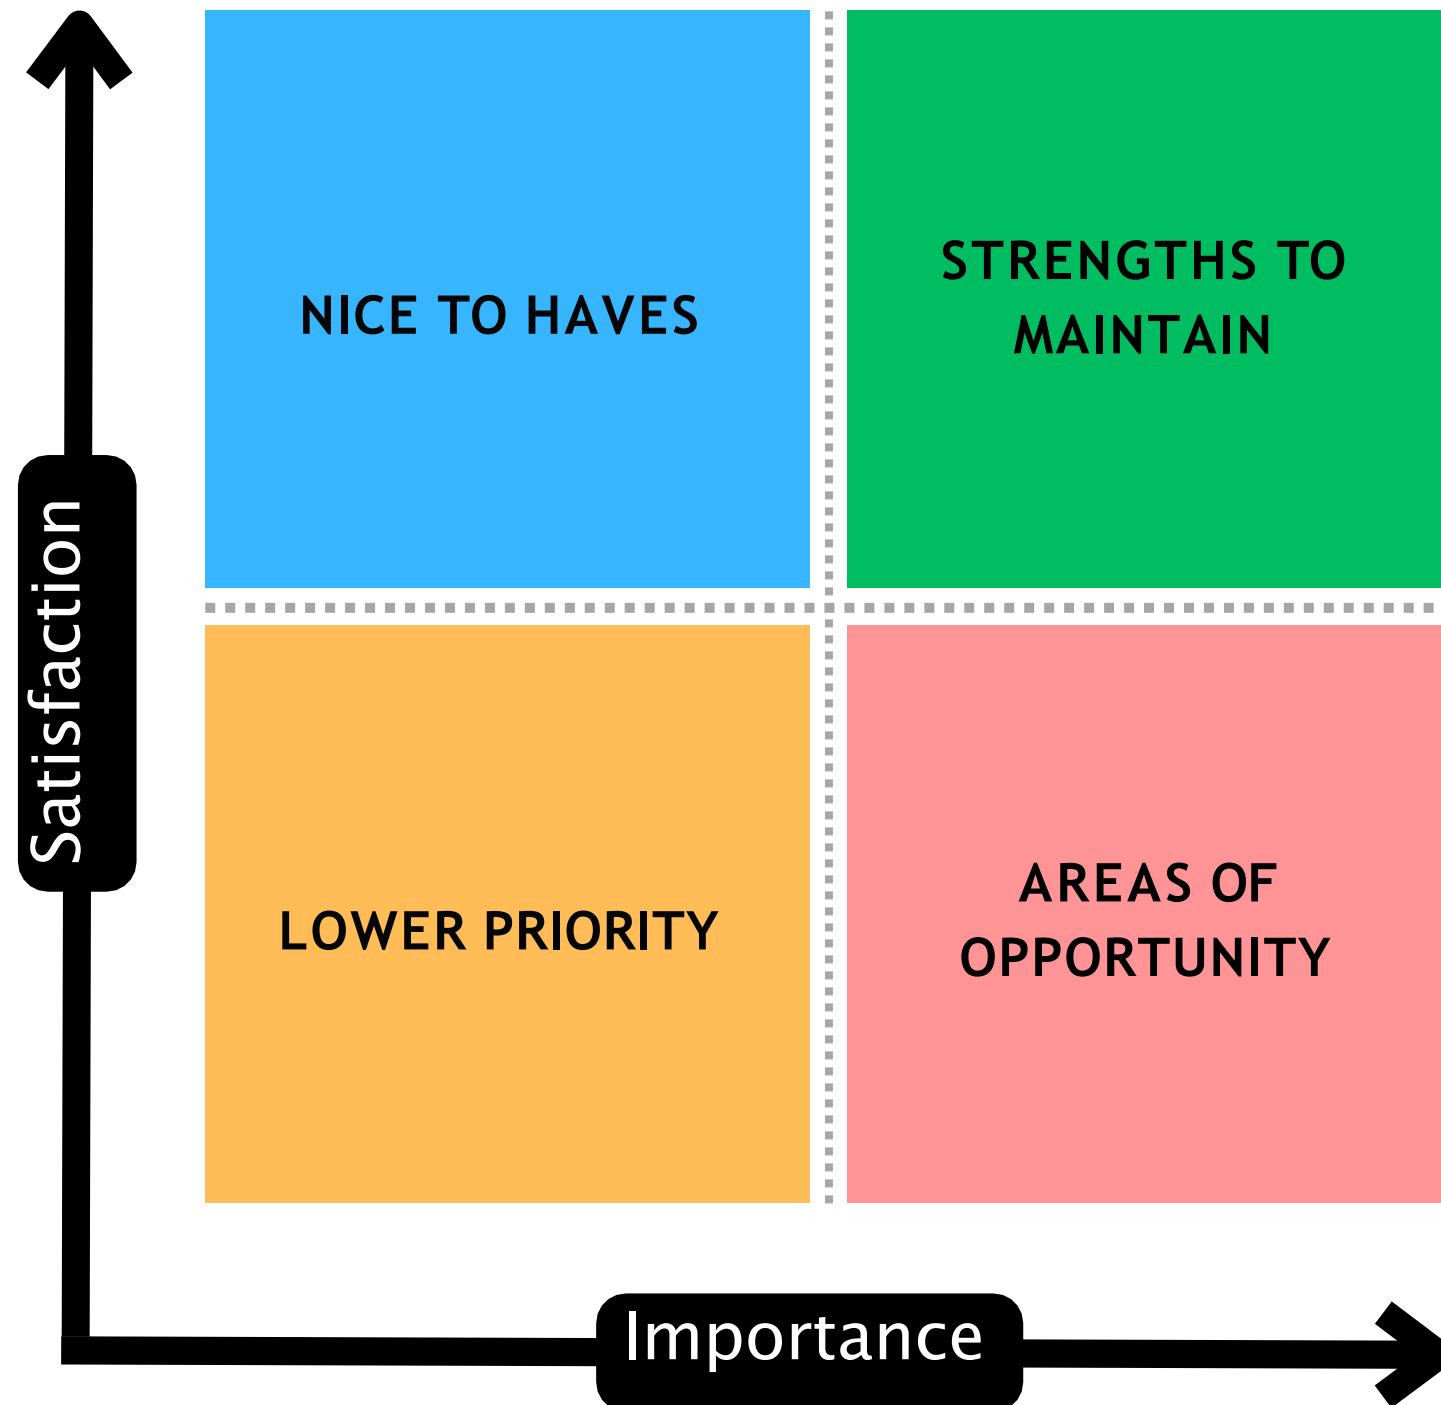 NICE TO HAVES
STRENGTHS TO
MAINTAIN
Satisfaction
LOWER PRIORITY
AREAS OF
OPPORTUNITY
Importance